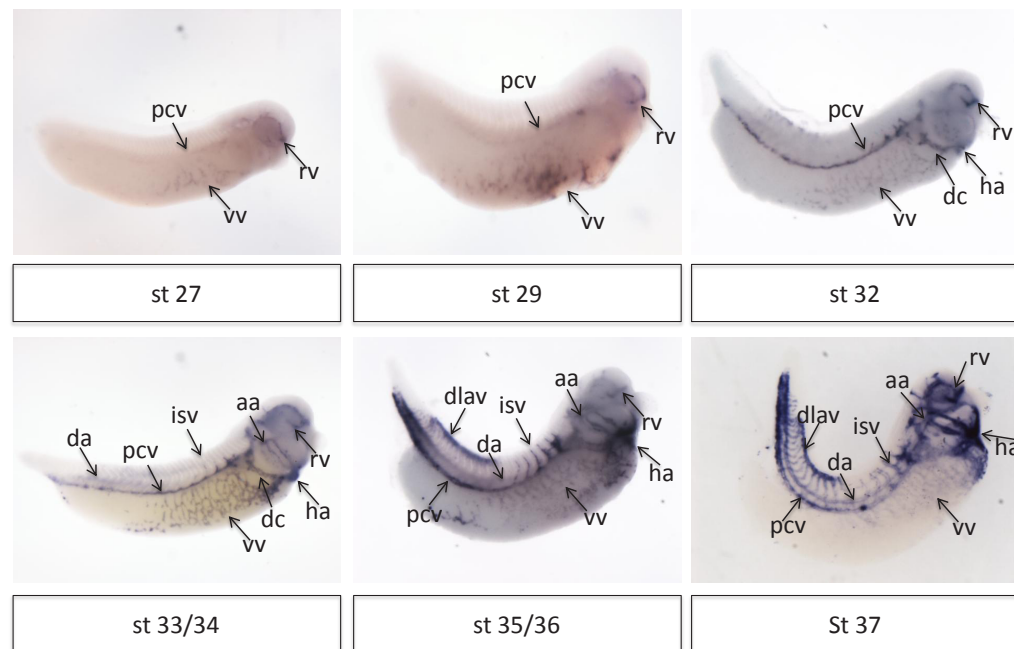 pcv
rv
vv
st 27
pcv
rv
vv
st 29
pcv
rv
ha
dc
vv
st 32
aa
isv
pcv
da
rv
ha
dc
vv
st 33/34
aa
dlav
isv
da
rv
ha
pcv
vv
st 35/36
rv
aa
isv
dlav
da
ha
pcv
vv
St 37